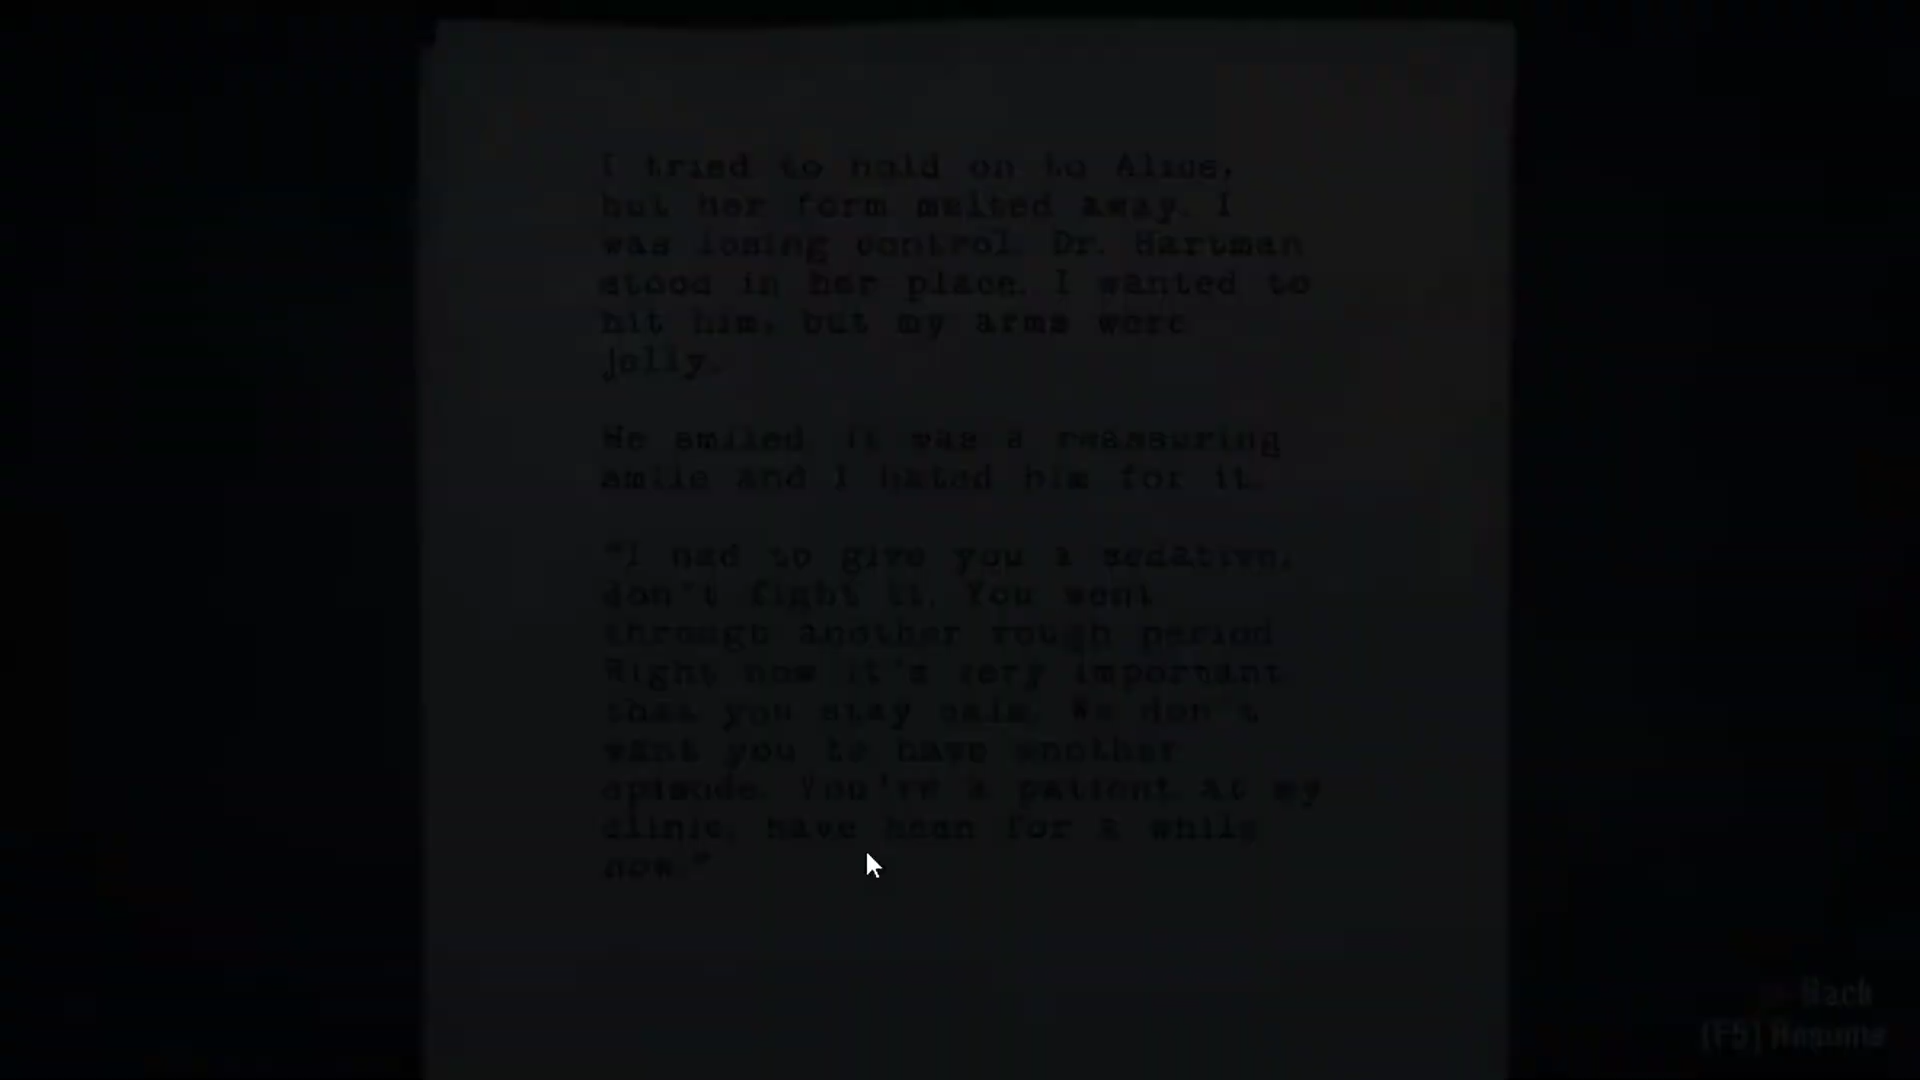 I tried to hold on to Alice,
but her form melted away. I
was losing control. Dr. Hartman
stood in her place. I wanted to
hit him, but my arms were
jelly.
He smiled. It was a reassuring
smile and I hated him for it.
"I had to give you a sedative,
don't fight it. You went
through another rough period.
Right now it's very important
that you stay calm. We don't
want you to have another
episode. You're a patient at my
clinic, have been for a while
now."
Back
[F5] Resume